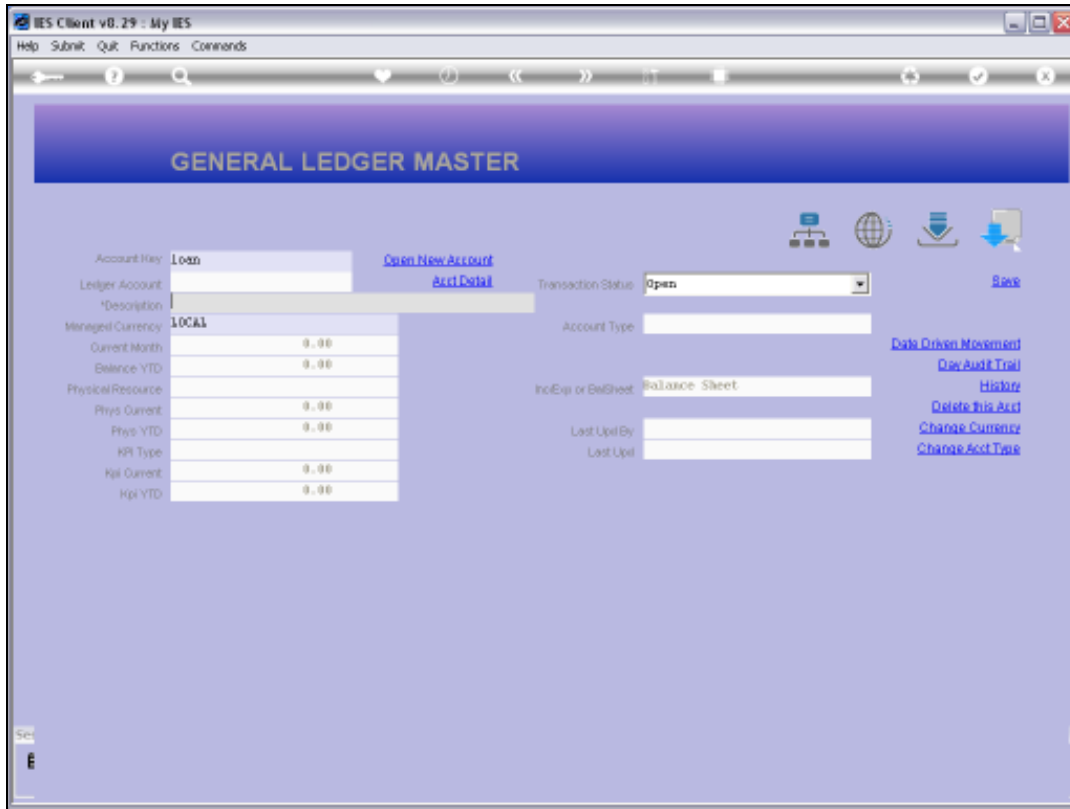 IES Client v8.29 : My IES
Help Submit Quit Functions Commands
GENERAL LEDGER MASTER
Account Key loan Open New Account
Ledger Account Acct Detail Transaction Status Open Save
*Description
Managed Currency LOCAL Account Type
Current Month 0.00 Date Driven Movement
Balance YTD 0.00 Day Audit Trail
Physical Resource Inc/Exp or BalSheet Balance Sheet History
Phys Current 0.00 Delete this Acct
Phys YTD 0.00 Last Upd By Change Currency
KPI Type Last Upd Change Acct Type
Kpi Current 0.00
Kpi YTD 0.00
Ser